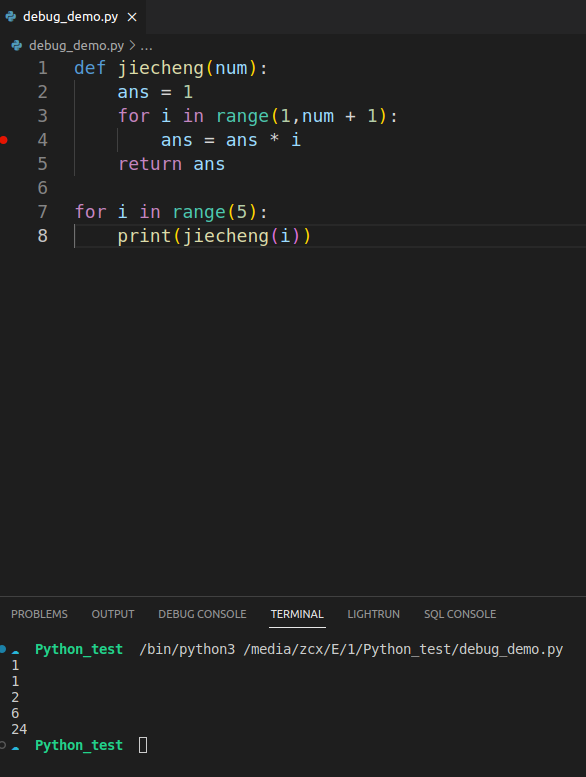 debug_demo.py ×
debug_demo.py > ...
1 def jiecheng(num):
2     ans = 1
3     for i in range(1,num + 1):
4         ans = ans * i
5     return ans
6
7 for i in range(5):
8     print(jiecheng(i))
PROBLEMS OUTPUT DEBUG CONSOLE TERMINAL LIGHTRUN SQL CONSOLE
Python_test /bin/python3 /media/zcx/E/1/Python_test/debug_demo.py
1
1
2
6
24
Python_test